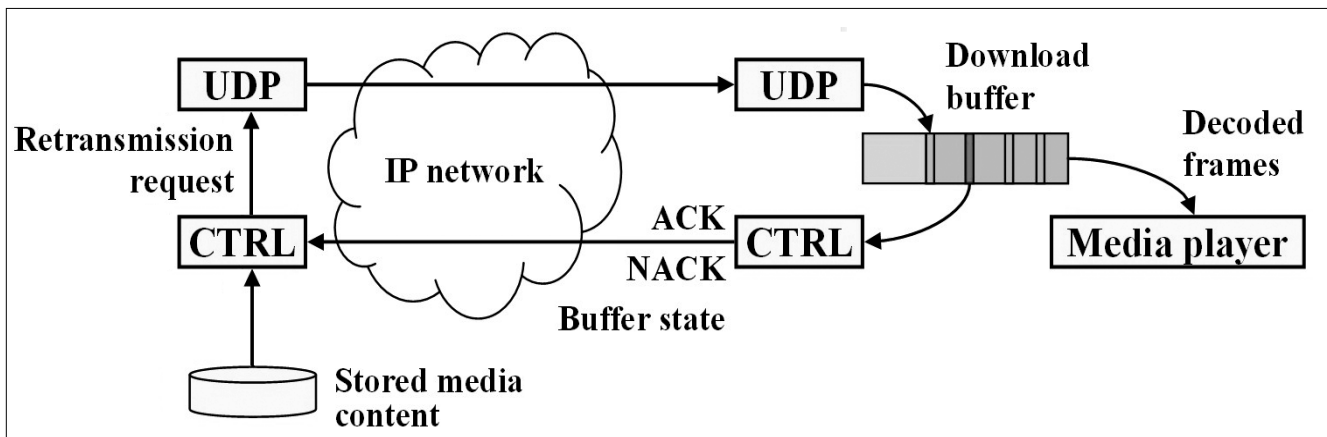 UDP
UDP
Download
buffer
Retransmission
request
IP network
Decoded
frames
CTRL
ACK
NACK
CTRL
Media player
Buffer state
Stored media
content